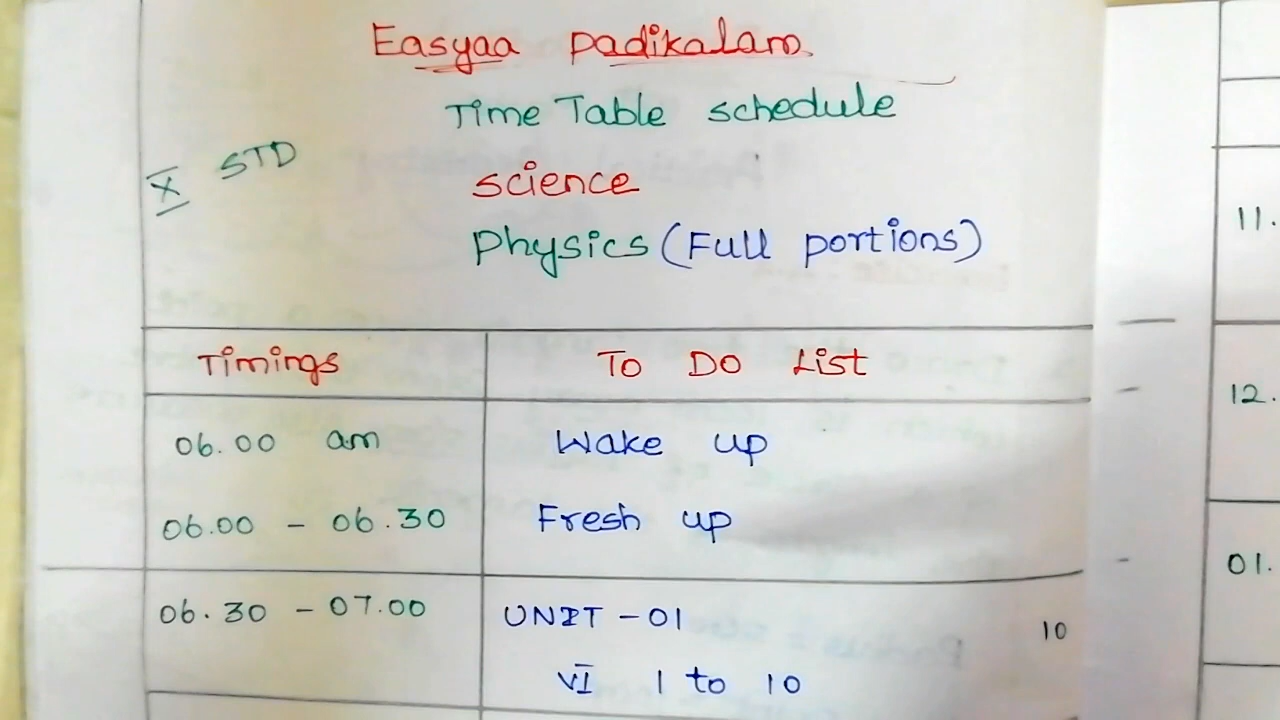 Easyaa padikalam
Time Table schedule
X STD
science
Physics (Full portions)
Timings To Do List
06.00 am Wake up
06.00 - 06.30 Fresh up
06.30 - 07.00 UNIT - 01 10
VI 1 to 10
11.
12.
01.